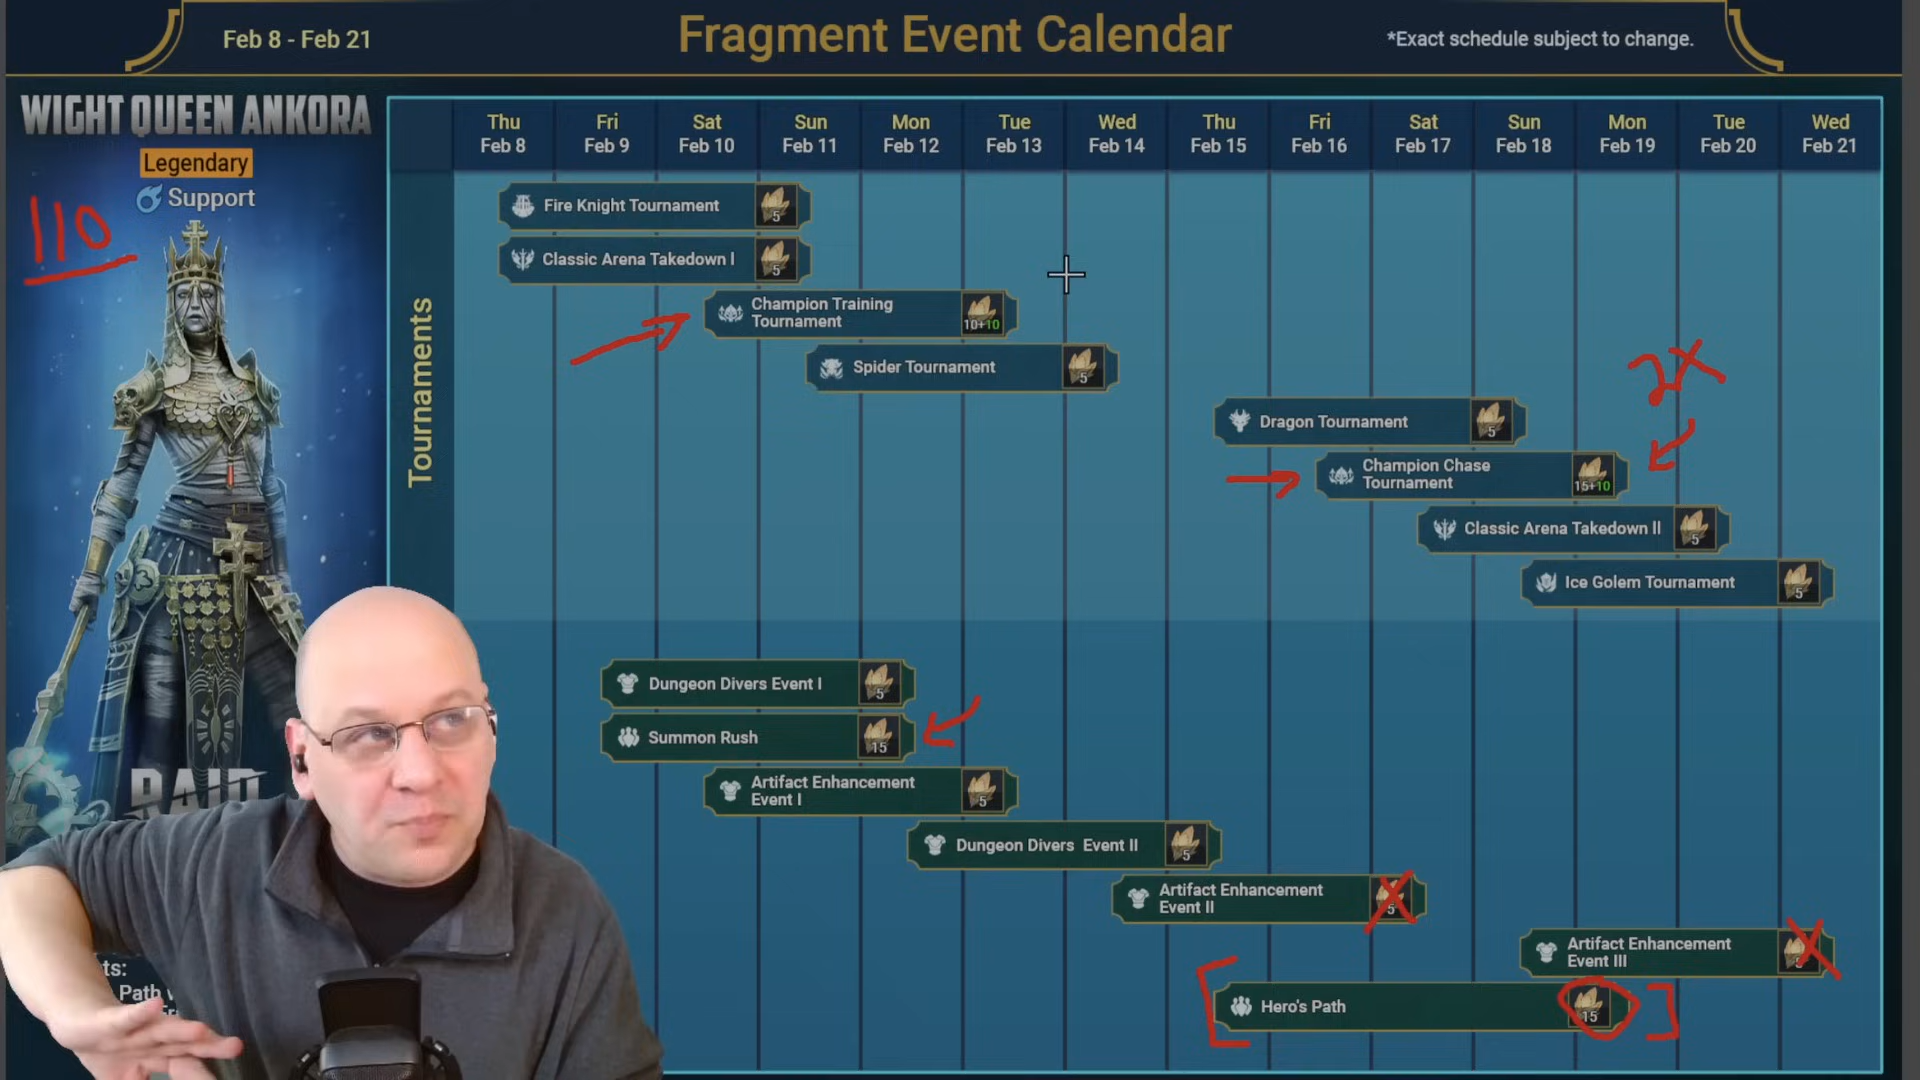 Feb 8 - Feb 21
Fragment Event Calendar
*Exact schedule subject to change.
WIGHT QUEEN ANKORA
Legendary
Support
110
Thu Fri Sat Sun Mon Tue Wed Thu Fri Sat Sun Mon Tue Wed
Feb 8 Feb 9 Feb 10 Feb 11 Feb 12 Feb 13 Feb 14 Feb 15 Feb 16 Feb 17 Feb 18 Feb 19 Feb 20 Feb 21
Tournaments
Fire Knight Tournament 5
Classic Arena Takedown I 5
Champion Training
Tournament 10+10
Spider Tournament 5
2X
Dragon Tournament 5
Champion Chase
Tournament 15+10
Classic Arena Takedown II 5
Ice Golem Tournament 5
Dungeon Divers Event I 5
Summon Rush 15
Artifact Enhancement
Event I 5
Dungeon Divers Event II 5
Artifact Enhancement
Event II 5
Artifact Enhancement
Event III
Hero's Path 15
RAID
ts:
Path